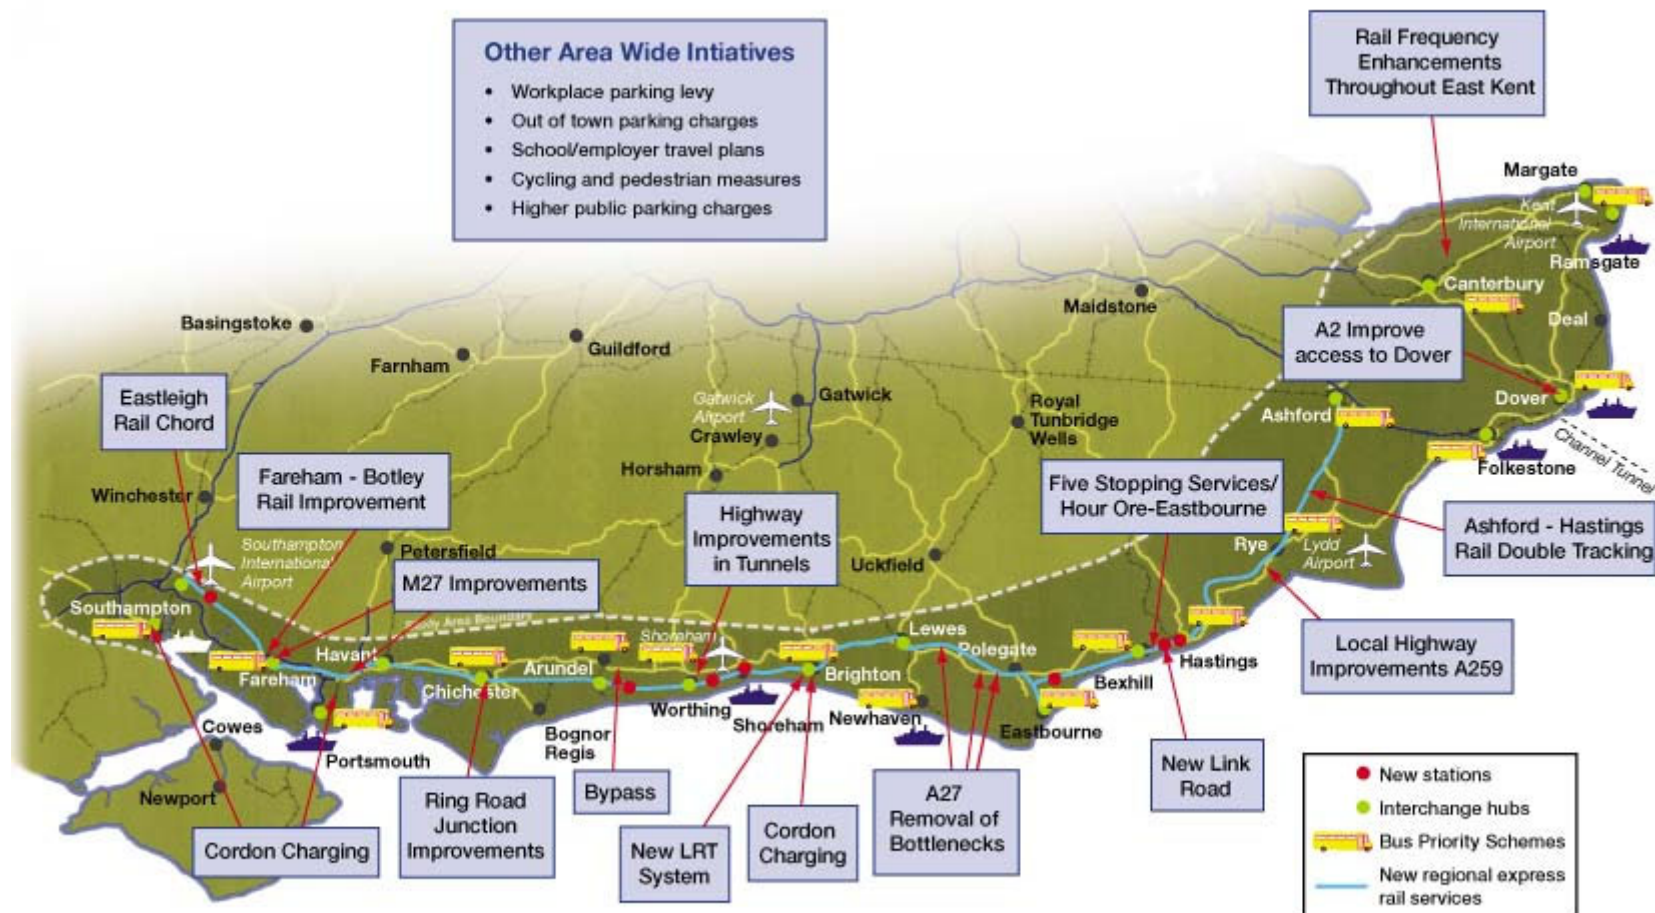 Other Area Wide Intiatives
• Workplace parking levy
• Out of town parking charges
• School/employer travel plans
• Cycling and pedestrian measures
• Higher public parking charges
Rail Frequency
Enhancements
Throughout East Kent
Margate
Kent
International
Airport
Ramsgate
Canterbury
Deal
A2 Improve
access to Dover
Dover
Channel Tunnel
Folkestone
Ashford
Maidstone
Basingstoke
Farnham
Guildford
Gatwick
Airport
Gatwick
Crawley
Horsham
Royal
Tunbridge
Wells
Eastleigh
Rail Chord
Winchester
Fareham - Botley
Rail Improvement
Southampton
International
Airport
Petersfield
M27 Improvements
Highway
Improvements
in Tunnels
Uckfield
Five Stopping Services/
Hour Ore-Eastbourne
Rye
Lydd
Airport
Ashford - Hastings
Rail Double Tracking
Southampton
Study Area Boundary
Fareham
Havant
Chichester
Arundel
Shoreham
Brighton
Lewes
Polegate
Bexhill
Hastings
Local Highway
Improvements A259
Cowes
Portsmouth
Newport
Bognor
Regis
Worthing
Shoreham
Newhaven
Eastbourne
Cordon Charging
Ring Road
Junction
Improvements
Bypass
New LRT
System
Cordon
Charging
A27
Removal of
Bottlenecks
New Link
Road
New stations
Interchange hubs
Bus Priority Schemes
New regional express
rail services